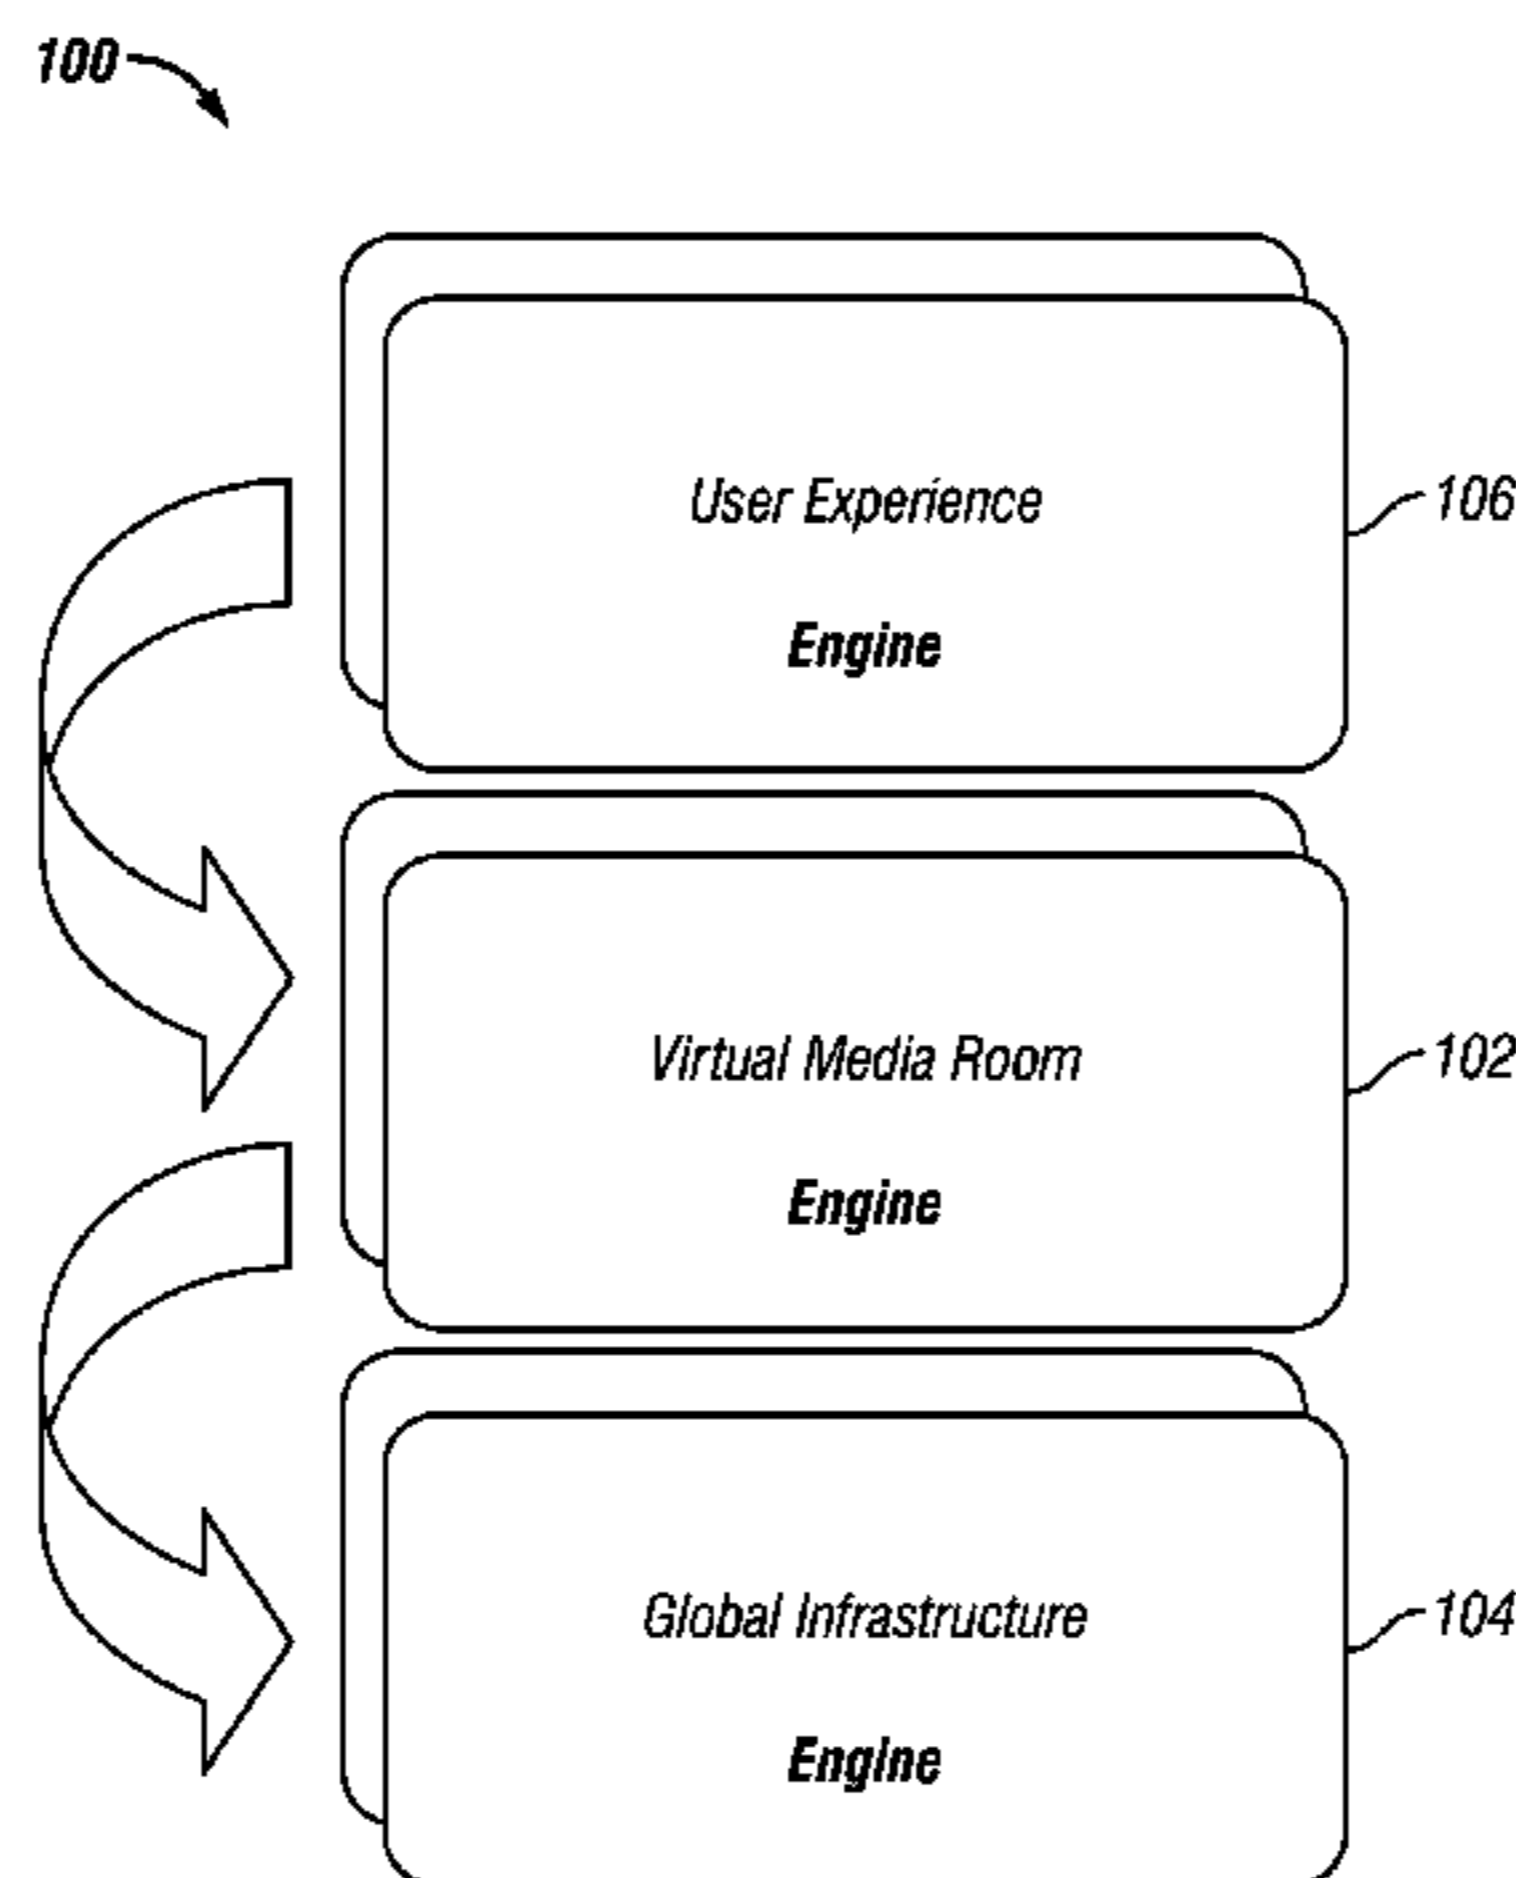 100
User Experience
106
Engine
Virtual Media Room
102
Engine
Global Infrastructure
104
Engine